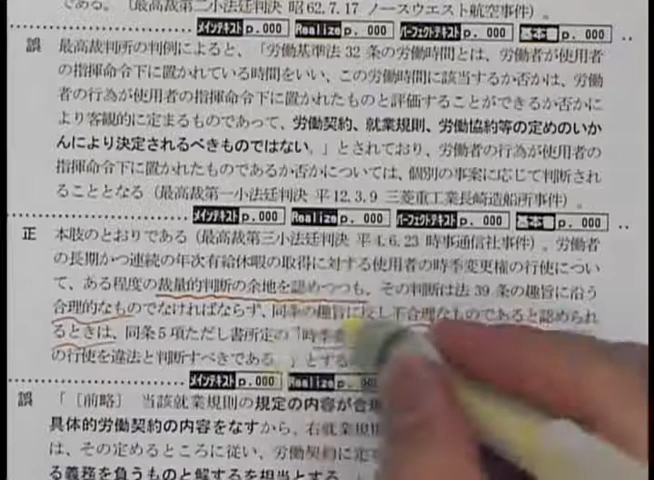 である。（最高裁第二小法廷判決 昭62.7.17 ノースウエスト航空事件）。
メインテキスト p.000 Realize p.000 パーフェクトテキスト p.000 基本書 p.000
誤 最高裁判所の判例によると、「労働基準法32条の労働時間とは、労働者が使用者
の指揮命令下に置かれている時間をいい、この労働時間に該当するか否かは、労働
者の行為が使用者の指揮命令下に置かれたものと評価することができるか否かに
より客観的に定まるものであって、労働契約、就業規則、労働協約等の定めのいか
んにより決定されるべきものではない。」とされており、労働者の行為が使用者の
指揮命令下に置かれたものであるか否かについては、個別の事案に応じて判断され
ることとなる（最高裁第一小法廷判決 平12.3.9 三菱重工業長崎造船所事件）。
メインテキスト p.000 Realize p.000 パーフェクトテキスト p.000 基本書 p.000
正 本肢のとおりである（最高裁第三小法廷判決 平4.6.23 時事通信社事件）。労働者
の長期かつ連続の年次有給休暇の取得に対する使用者の時季変更権の行使につい
て、ある程度の裁量的判断の余地を認めつつも、その判断は法39条の趣旨に沿う
合理的なものでなければならず、同条の趣旨に反し不合理なものであると認められ
るときは、同条5項ただし書所定の「時季
の行使を違法と判断すべきである 」とする
メインテキスト p.000 Realize p.00
誤 「［前略］ 当該就業規則の規定の内容が合理
具体的労働契約の内容をなすから、右就業規
は、その定めるところに従い、労働契約に定
る義務を負うものと解するを相当とする。